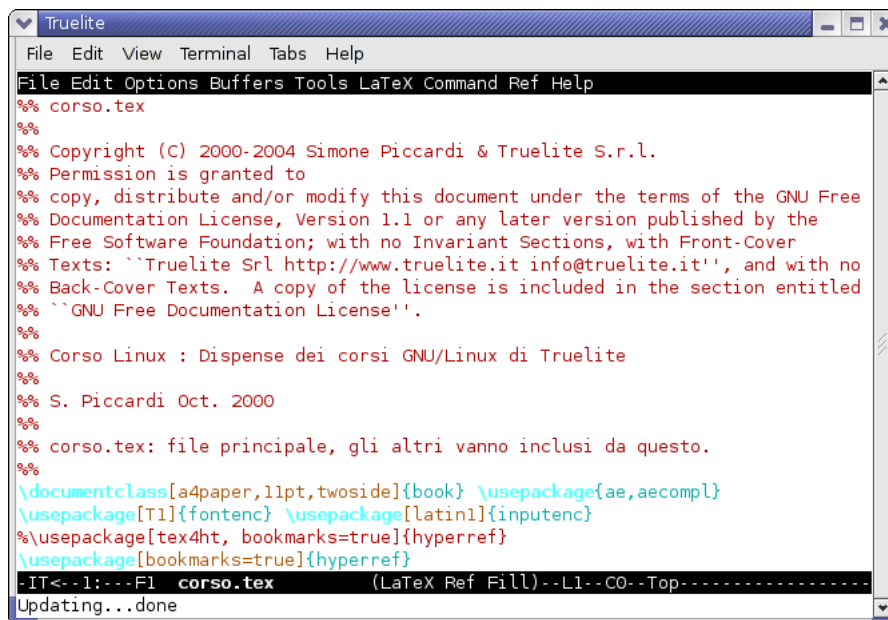 Truelite
File Edit View Terminal Tabs Help
File Edit Options Buffers Tools LaTeX Command Ref Help
%% corso.tex
%%
%% Copyright (C) 2000-2004 Simone Piccardi & Truelite S.r.l.
%% Permission is granted to
%% copy, distribute and/or modify this document under the terms of the GNU Free
%% Documentation License, Version 1.1 or any later version published by the
%% Free Software Foundation; with no Invariant Sections, with Front-Cover
%% Texts: ``Truelite Srl http://www.truelite.it info@truelite.it'', and with no
%% Back-Cover Texts.  A copy of the license is included in the section entitled
%% ``GNU Free Documentation License''.
%%
%% Corso Linux : Dispense dei corsi GNU/Linux di Truelite
%%
%% S. Piccardi Oct. 2000
%%
%% corso.tex: file principale, gli altri vanno inclusi da questo.
%%
\documentclass[a4paper,11pt,twoside]{book} \usepackage{ae,aecompl}
\usepackage[T1]{fontenc} \usepackage[latin1]{inputenc}
%\usepackage[tex4ht, bookmarks=true]{hyperref}
\usepackage[bookmarks=true]{hyperref}
-IT<--1:---F1  corso.tex          (LaTeX Ref Fill)--L1--C0--Top------------------
Updating...done